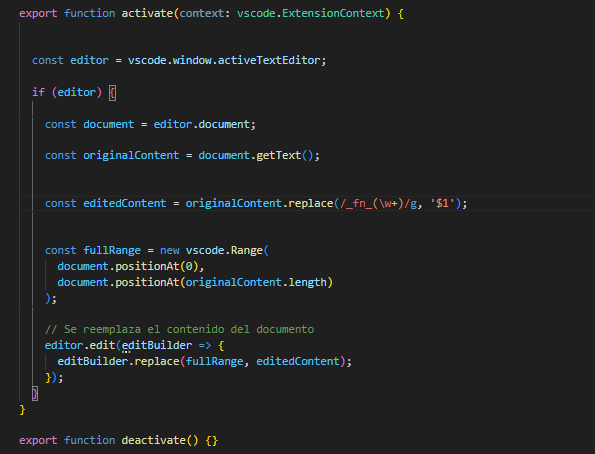 export function activate(context: vscode.ExtensionContext) {
const editor = vscode.window.activeTextEditor;
if (editor) {
const document = editor.document;
const originalContent = document.getText();
const editedContent = originalContent.replace(/_fn_(\w+)/g, '$1');
const fullRange = new vscode.Range(
document.positionAt(0),
document.positionAt(originalContent.length)
);
// Se reemplaza el contenido del documento
editor.edit(editBuilder => {
editBuilder.replace(fullRange, editedContent);
});
}
}
export function deactivate() {}